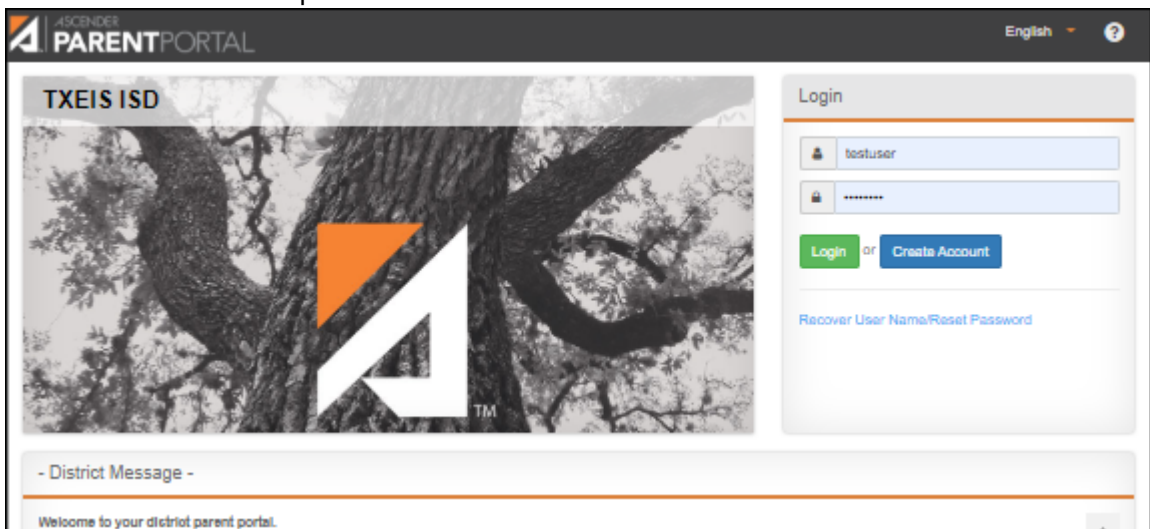 ASCENDER
PARENTPORTAL
English
TXEIS ISD
TM
Login
testuser
Login or Create Account
Recover User Name/Reset Password
- District Message -
Welcome to your district parent portal.